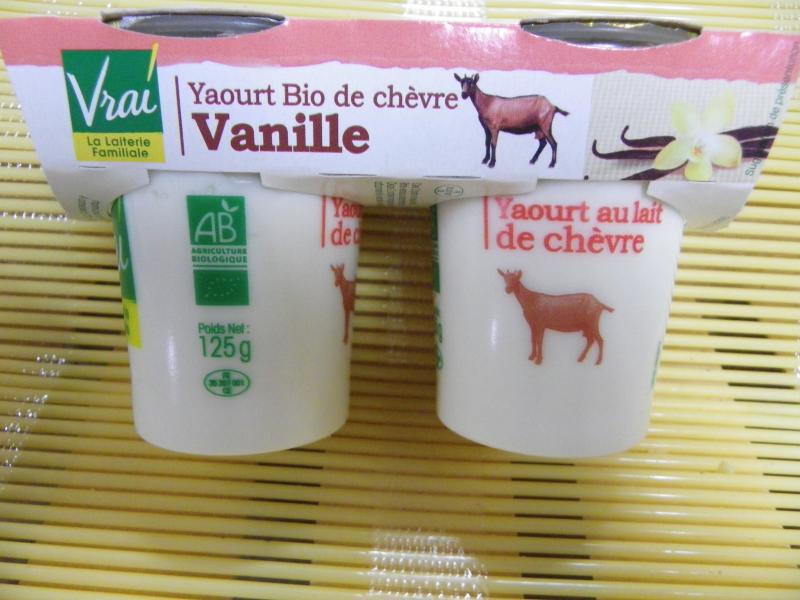 Vrai
La Laiterie
Familiale
Yaourt Bio de chèvre
Vanille
AB
AGRICULTURE
BIOLOGIQUE
Poids Net :
125g
Yaourt au lait
de chèvre